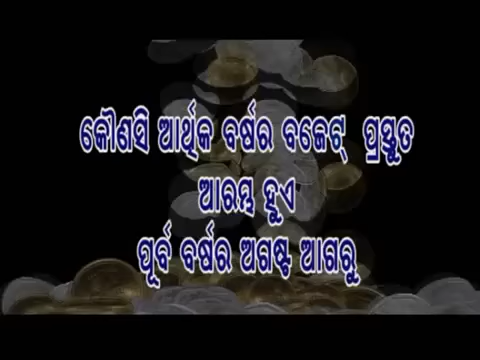 କୌଣସି ଆର୍ଥିକ ବର୍ଷର ବଜେଟ୍ ପ୍ରସ୍ତୁତ
ଆରମ୍ଭ ହୁଏ
ପୂର୍ବ ବର୍ଷର ଅଗଷ୍ଟ ଆଗରୁ